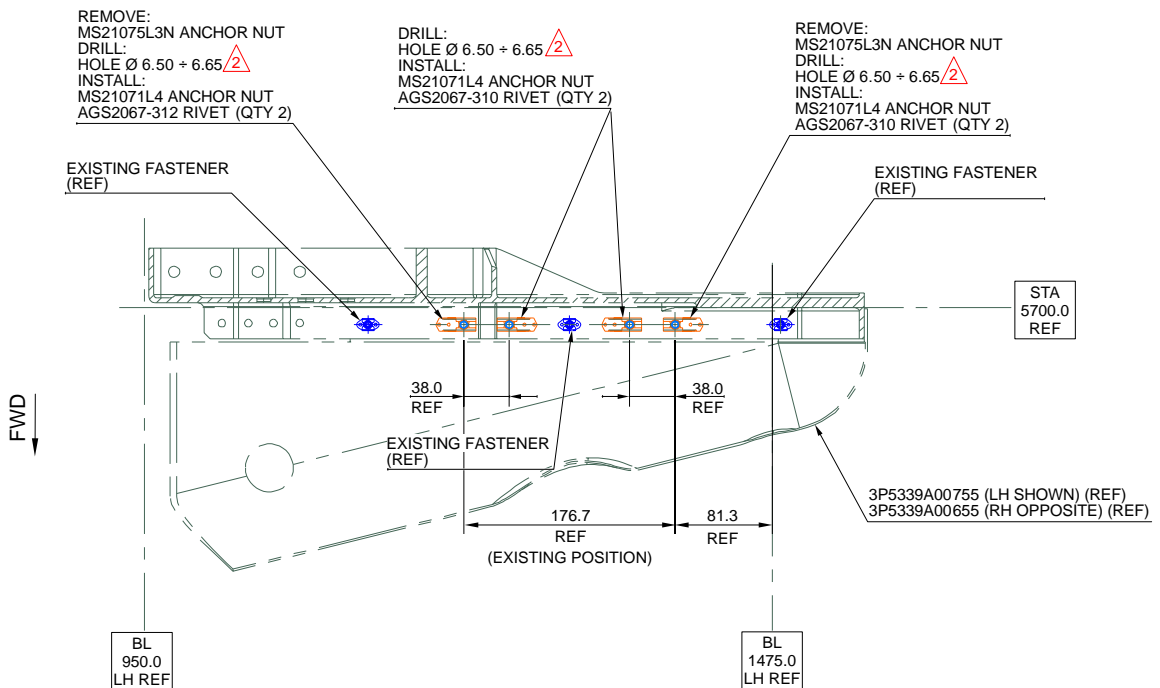 REMOVE:
MS21075L3N ANCHOR NUT
DRILL:
HOLE Ø 6.50 ÷ 6.65 2
INSTALL:
MS21071L4 ANCHOR NUT
AGS2067-312 RIVET (QTY 2)
DRILL:
HOLE Ø 6.50 ÷ 6.65 2
INSTALL:
MS21071L4 ANCHOR NUT
AGS2067-310 RIVET (QTY 2)
REMOVE:
MS21075L3N ANCHOR NUT
DRILL:
HOLE Ø 6.50 ÷ 6.65 2
INSTALL:
MS21071L4 ANCHOR NUT
AGS2067-310 RIVET (QTY 2)
EXISTING FASTENER
(REF)
EXISTING FASTENER
(REF)
STA
5700.0
REF
FWD
38.0
REF
38.0
REF
EXISTING FASTENER
(REF)
176.7
REF
(EXISTING POSITION)
81.3
REF
3P5339A00755 (LH SHOWN) (REF)
3P5339A00655 (RH OPPOSITE) (REF)
BL
950.0
LH REF
BL
1475.0
LH REF